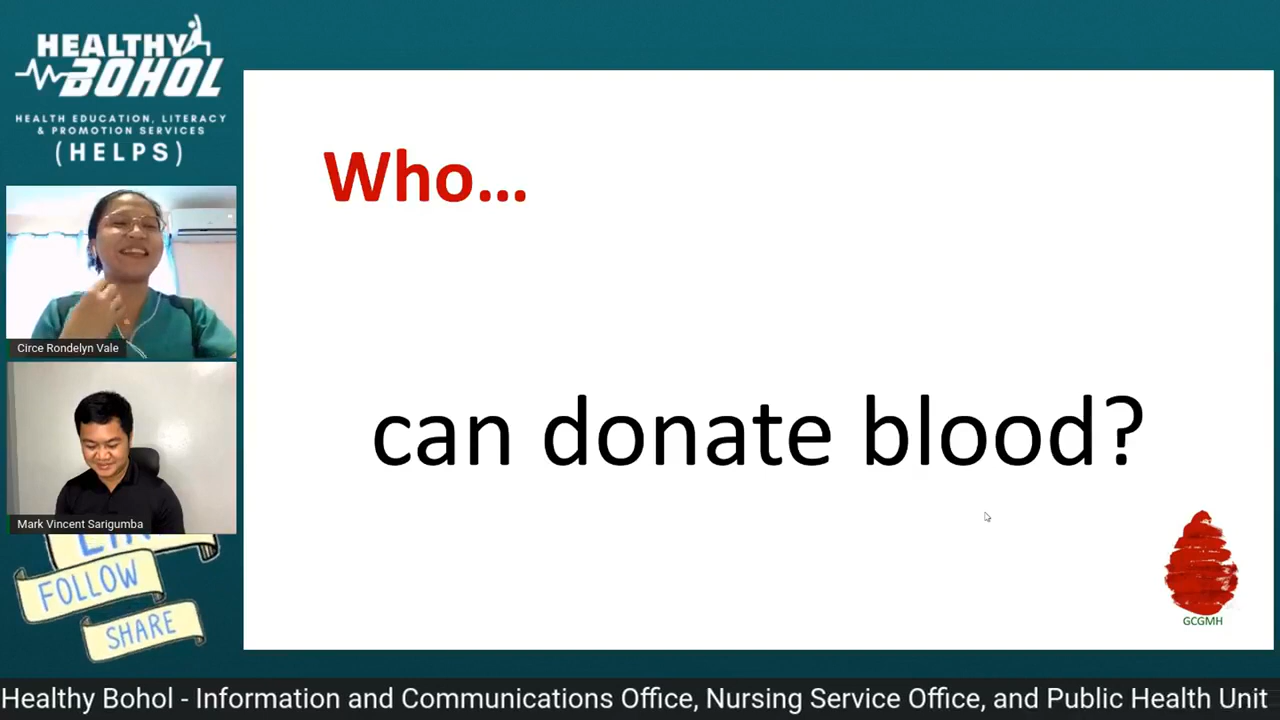 HEALTHY
BOHOL
HEALTH EDUCATION, LITERACY
& PROMOTION SERVICES
(HELPS)
Circe Rondelyn Vale
Mark Vincent Sarigumba
FOLLOW
SHARE
Who...
can donate blood?
GCGMH
Healthy Bohol - Information and Communications Office, Nursing Service Office, and Public Health Unit